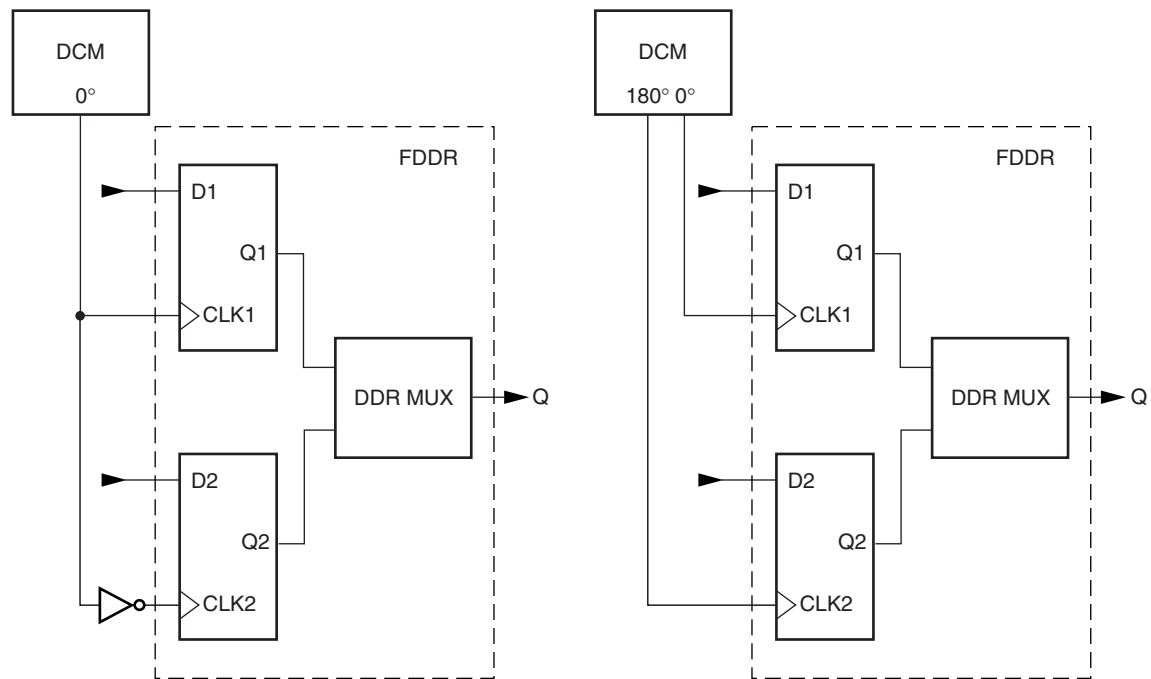 DCM
0°
FDDR
D1
Q1
CLK1
DDR MUX
Q
D2
Q2
CLK2
DCM
180° 0°
FDDR
D1
Q1
CLK1
DDR MUX
Q
D2
Q2
CLK2